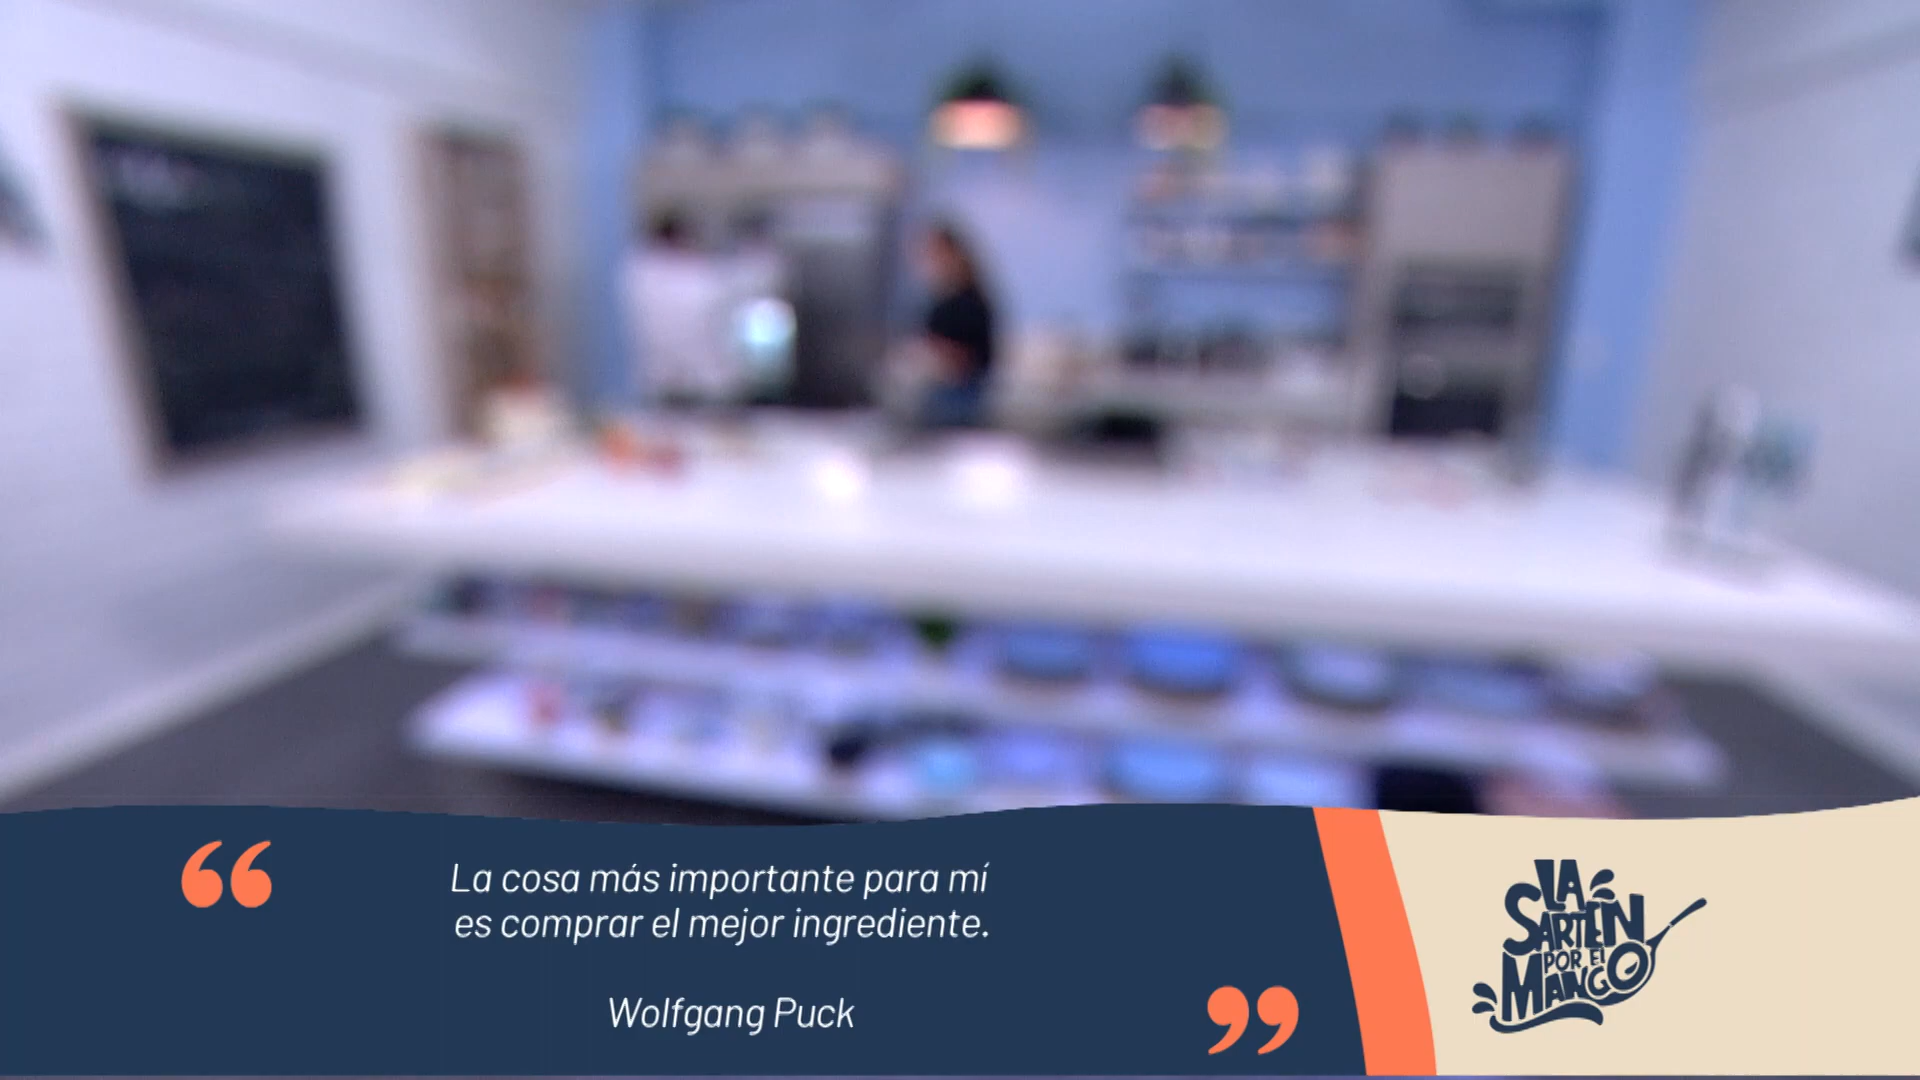 “
La cosa más importante para mí
es comprar el mejor ingrediente.
Wolfgang Puck
”
LA
SARTÉN
POR El
MANGO